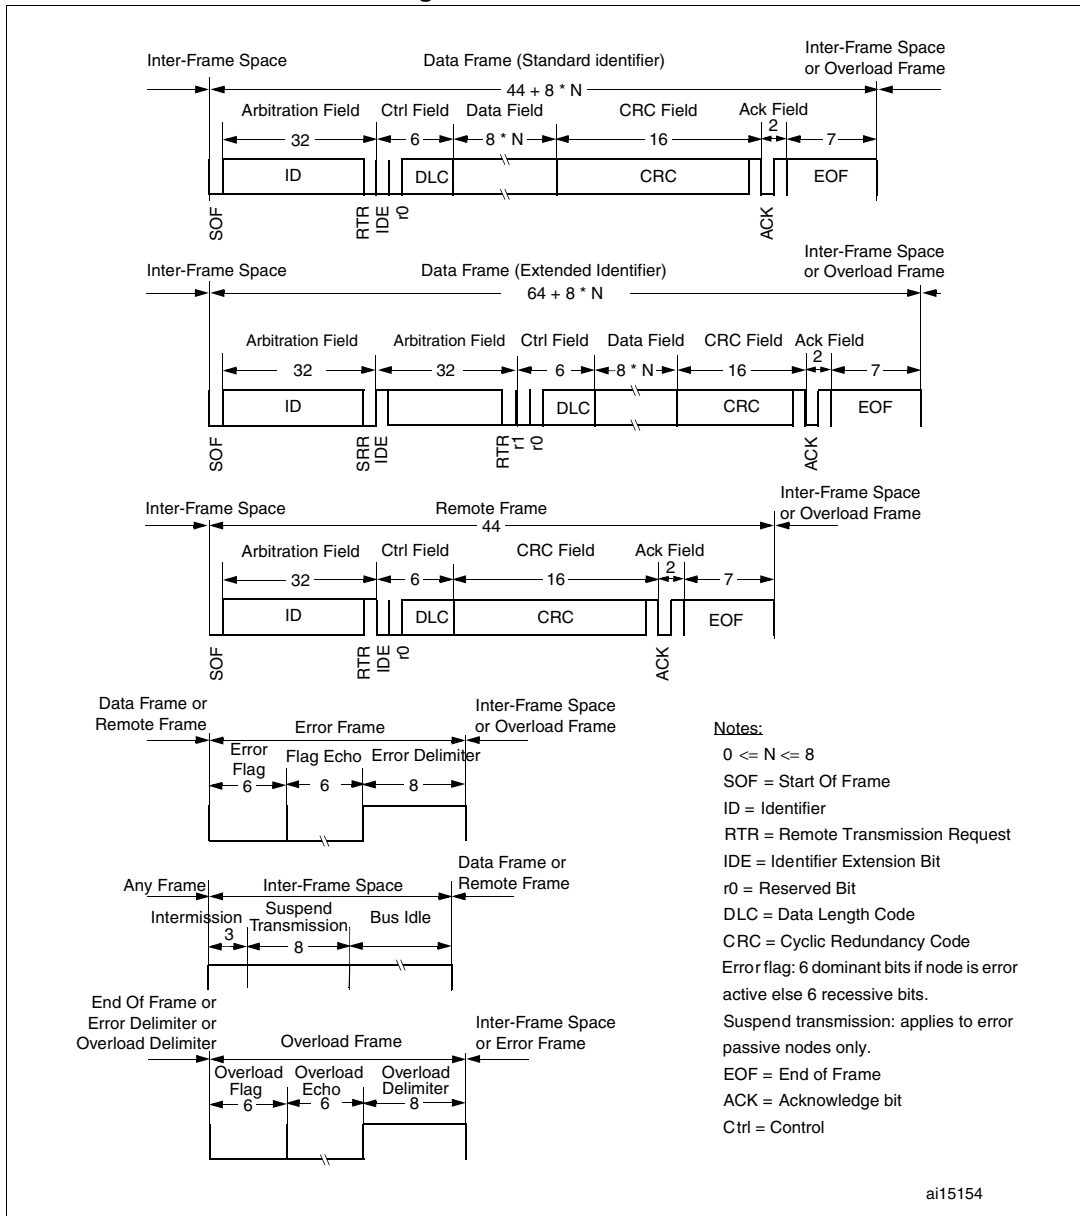 Inter-Frame Space
Data Frame (Standard identifier)
Inter-Frame Space
or Overload Frame
44 + 8 * N
Arbitration Field
Ctrl Field
Data Field
CRC Field
Ack Field
32
6
8 * N
16
2
7
ID
DLC
CRC
EOF
SOF
RTR
IDE
r0
ACK
Inter-Frame Space
Data Frame (Extended Identifier)
Inter-Frame Space
or Overload Frame
64 + 8 * N
Arbitration Field
Arbitration Field
Ctrl Field
Data Field
CRC Field
Ack Field
32
32
6
8 * N
16
2
7
ID
DLC
CRC
EOF
SOF
SRR
IDE
RTR
r1
r0
ACK
Inter-Frame Space
Remote Frame
Inter-Frame Space
or Overload Frame
44
Arbitration Field
Ctrl Field
CRC Field
Ack Field
32
6
16
2
7
ID
DLC
CRC
EOF
SOF
RTR
IDE
r0
ACK
Data Frame or
Remote Frame
Error Frame
Inter-Frame Space
or Overload Frame
Error
Flag
Flag Echo
Error Delimiter
6
6
8
Any Frame
Inter-Frame Space
Data Frame or
Remote Frame
Intermission
3
Suspend
Transmission
8
Bus Idle
End Of Frame or
Error Delimiter or
Overload Delimiter
Overload Frame
Inter-Frame Space
or Error Frame
Overload
Flag
Overload
Echo
Overload
Delimiter
6
6
8
Notes:
0 <= N <= 8
SOF = Start Of Frame
ID = Identifier
RTR = Remote Transmission Request
IDE = Identifier Extension Bit
r0 = Reserved Bit
DLC = Data Length Code
CRC = Cyclic Redundancy Code
Error flag: 6 dominant bits if node is error
active else 6 recessive bits.
Suspend transmission: applies to error
passive nodes only.
EOF = End of Frame
ACK = Acknowledge bit
Ctrl = Control
ai15154